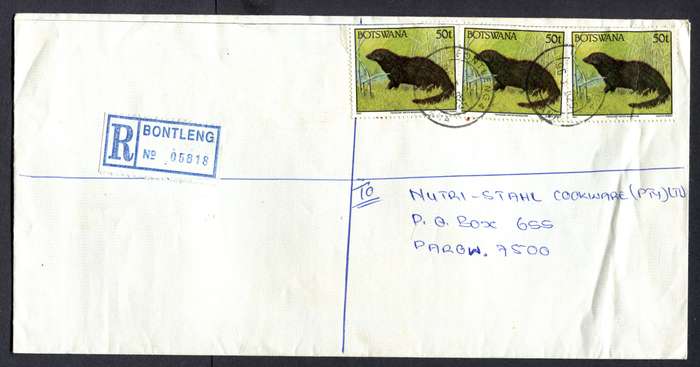 BOTSWANA 50t
BOTSWANA 50t
BOTSWANA 50t
R BONTLENG
No 05818
TO NUTRI-STAHL COOKWARE (PTY) LTD
P.O. BOX 655
PAROW. 7500